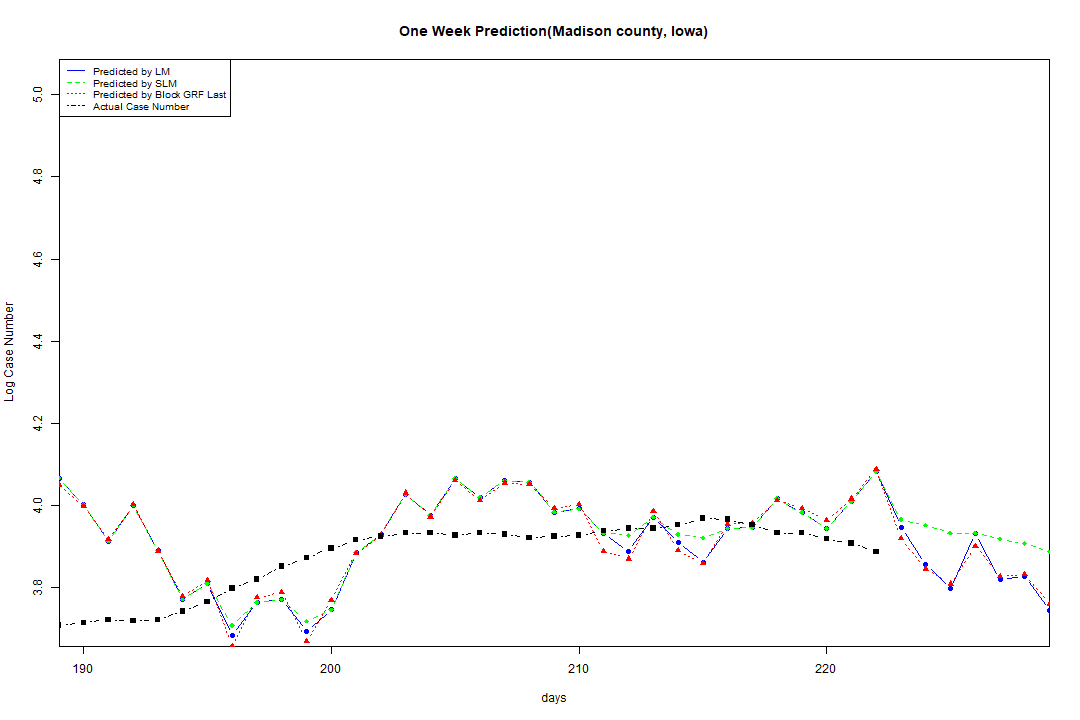 One Week Prediction(Madison county, Iowa)
Predicted by LM
Predicted by SLM
Predicted by Block GRF Last
Actual Case Number
5.0
4.8
4.6
4.4
4.2
4.0
3.8
Log Case Number
190
200
210
220
days